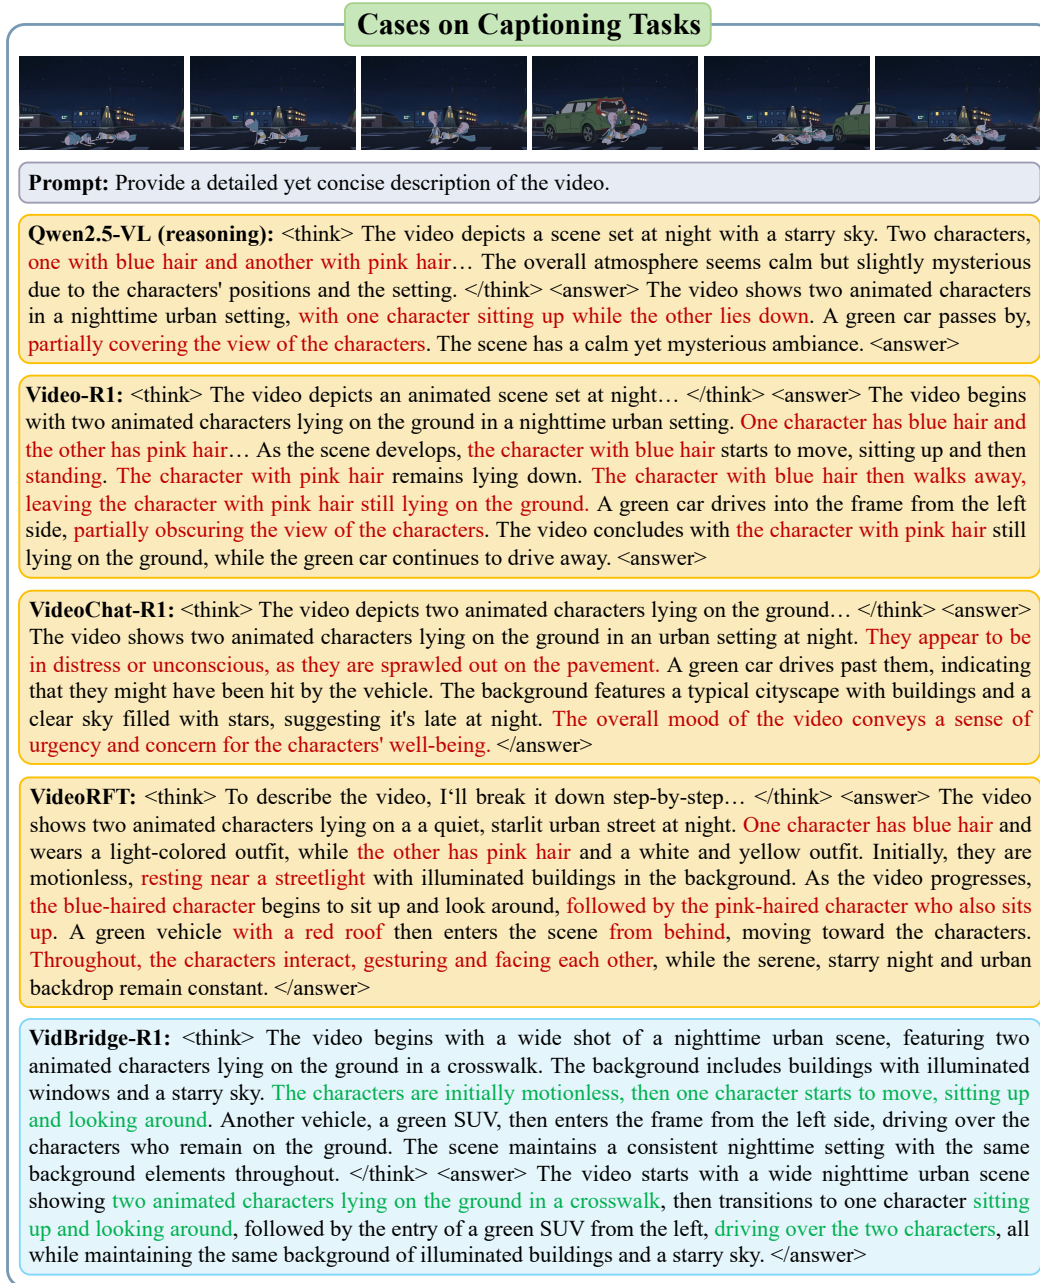 Cases on Captioning Tasks
Prompt: Provide a detailed yet concise description of the video.
Qwen2.5-VL (reasoning): <think> The video depicts a scene set at night with a starry sky. Two characters,
one with blue hair and another with pink hair… The overall atmosphere seems calm but slightly mysterious
due to the characters' positions and the setting. </think> <answer> The video shows two animated characters
in a nighttime urban setting, with one character sitting up while the other lies down. A green car passes by,
partially covering the view of the characters. The scene has a calm yet mysterious ambiance. <answer>
Video-R1: <think> The video depicts an animated scene set at night… </think> <answer> The video begins
with two animated characters lying on the ground in a nighttime urban setting. One character has blue hair and
the other has pink hair… As the scene develops, the character with blue hair starts to move, sitting up and then
standing. The character with pink hair remains lying down. The character with blue hair then walks away,
leaving the character with pink hair still lying on the ground. A green car drives into the frame from the left
side, partially obscuring the view of the characters. The video concludes with the character with pink hair still
lying on the ground, while the green car continues to drive away. <answer>
VideoChat-R1: <think> The video depicts two animated characters lying on the ground… </think> <answer>
The video shows two animated characters lying on the ground in an urban setting at night. They appear to be
in distress or unconscious, as they are sprawled out on the pavement. A green car drives past them, indicating
that they might have been hit by the vehicle. The background features a typical cityscape with buildings and a
clear sky filled with stars, suggesting it's late at night. The overall mood of the video conveys a sense of
urgency and concern for the characters' well-being. </answer>
VideoRFT: <think> To describe the video, I‘ll break it down step-by-step… </think> <answer> The video
shows two animated characters lying on a a quiet, starlit urban street at night. One character has blue hair and
wears a light-colored outfit, while the other has pink hair and a white and yellow outfit. Initially, they are
motionless, resting near a streetlight with illuminated buildings in the background. As the video progresses,
the blue-haired character begins to sit up and look around, followed by the pink-haired character who also sits
up. A green vehicle with a red roof then enters the scene from behind, moving toward the characters.
Throughout, the characters interact, gesturing and facing each other, while the serene, starry night and urban
backdrop remain constant. </answer>
VidBridge-R1: <think> The video begins with a wide shot of a nighttime urban scene, featuring two
animated characters lying on the ground in a crosswalk. The background includes buildings with illuminated
windows and a starry sky. The characters are initially motionless, then one character starts to move, sitting up
and looking around. Another vehicle, a green SUV, then enters the frame from the left side, driving over the
characters who remain on the ground. The scene maintains a consistent nighttime setting with the same
background elements throughout. </think> <answer> The video starts with a wide nighttime urban scene
showing two animated characters lying on the ground in a crosswalk, then transitions to one character sitting
up and looking around, followed by the entry of a green SUV from the left, driving over the two characters, all
while maintaining the same background of illuminated buildings and a starry sky. </answer>